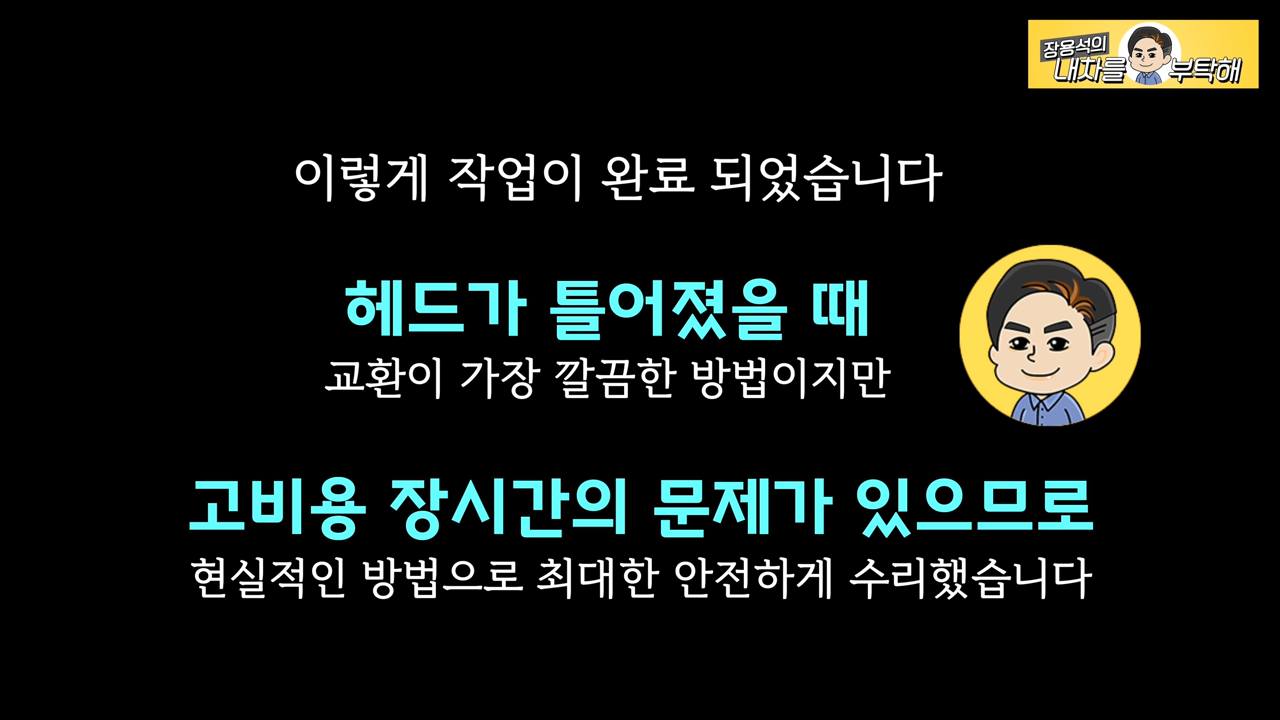 장용석의
내차를 부탁해
이렇게 작업이 완료 되었습니다
헤드가 틀어졌을 때
교환이 가장 깔끔한 방법이지만
고비용 장시간의 문제가 있으므로
현실적인 방법으로 최대한 안전하게 수리했습니다